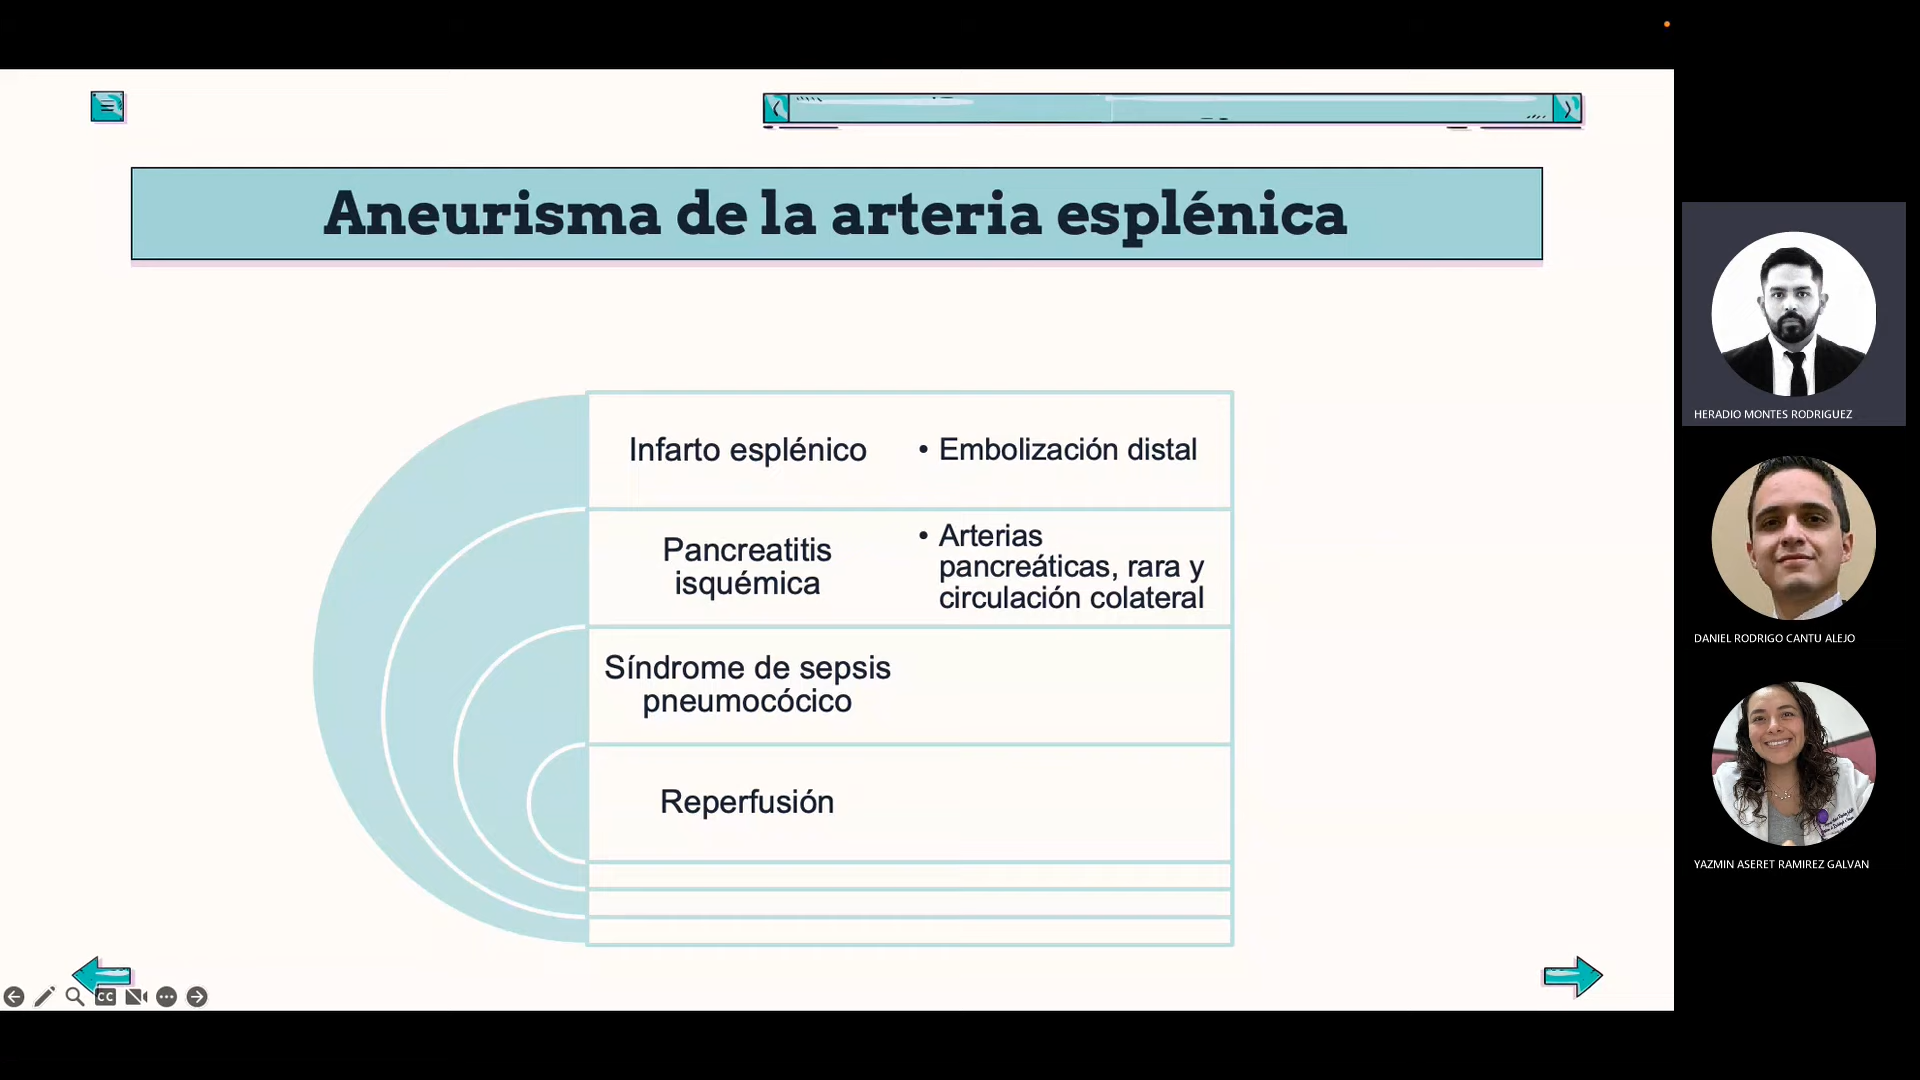 Aneurisma de la arteria esplénica
Infarto esplénico
• Embolización distal
Pancreatitis
isquémica
• Arterias
pancreáticas, rara y
circulación colateral
Síndrome de sepsis
pneumocócico
Reperfusión
CC
HERADIO MONTES RODRIGUEZ
DANIEL RODRIGO CANTU ALEJO
YAZMIN ASERET RAMIREZ GALVAN